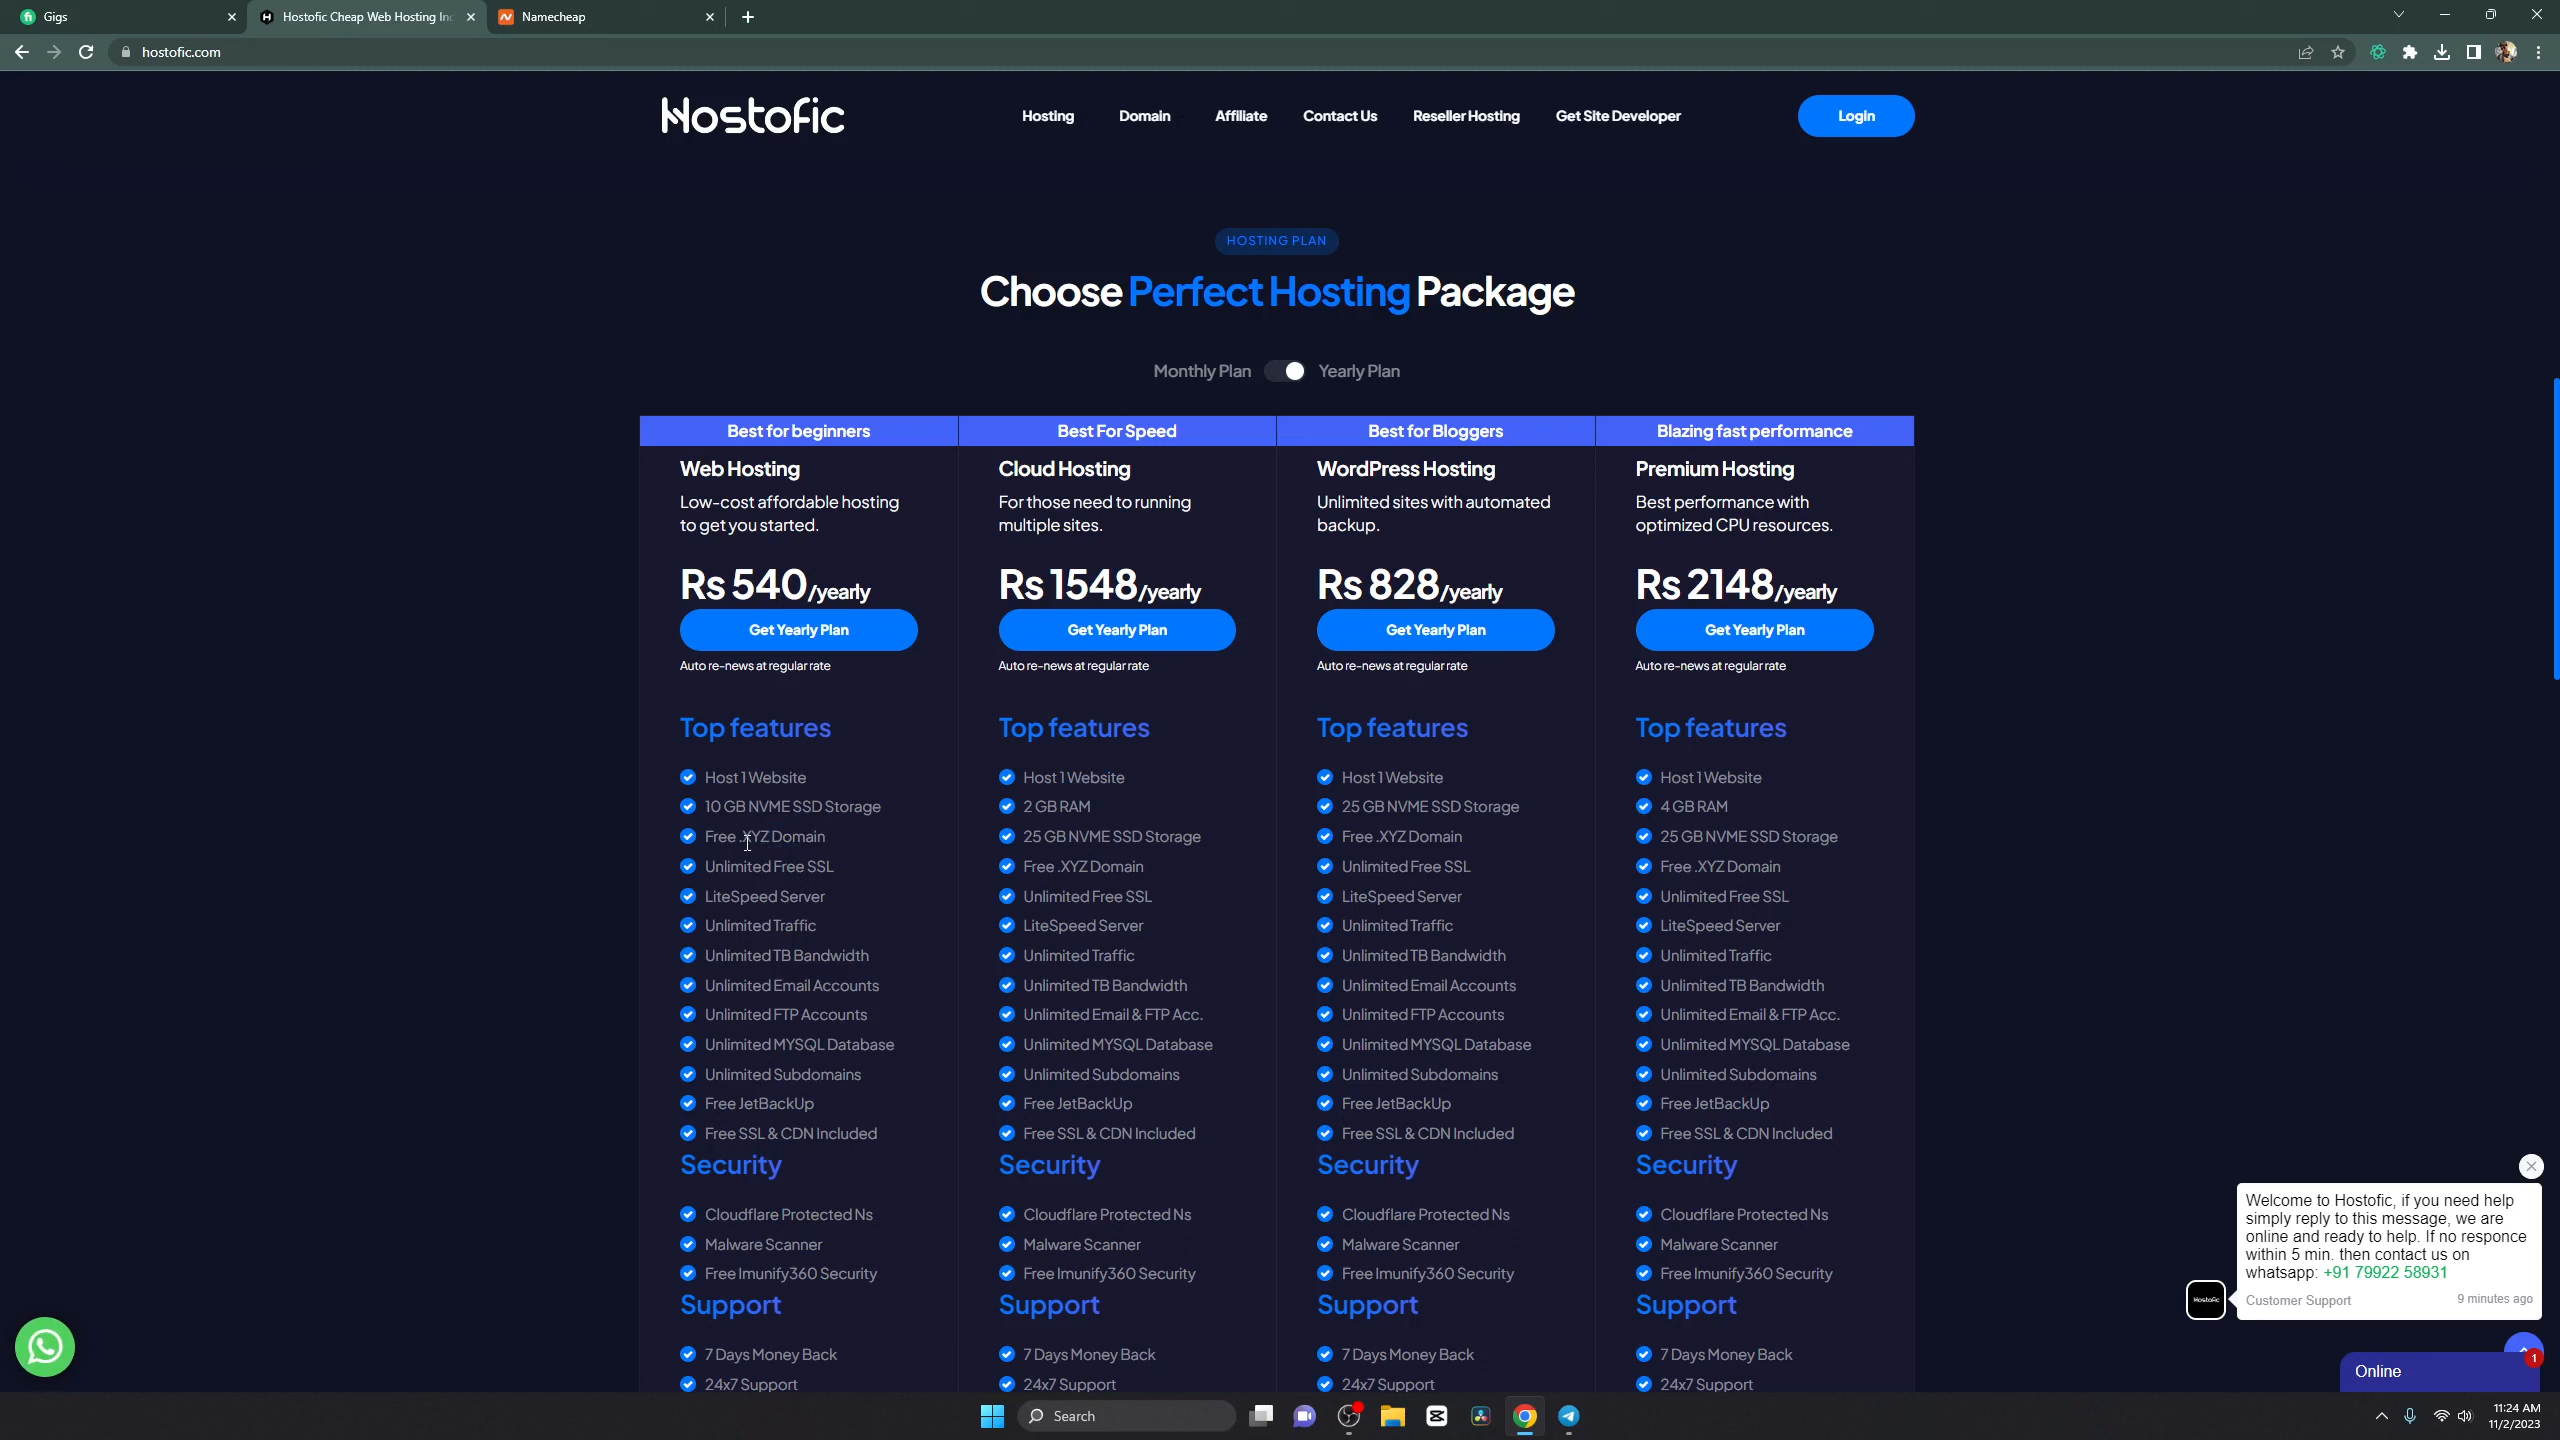 Gigs
Hostofic Cheap Web Hosting Inc
Namecheap
hostofic.com
Hostofic
Hosting
Domain
Affiliate
Contact Us
Reseller Hosting
Get Site Developer
Login
HOSTING PLAN
Choose Perfect Hosting Package
Monthly Plan
Yearly Plan
Best for beginners
Web Hosting
Low-cost affordable hosting
to get you started.
Rs 540/yearly
Get Yearly Plan
Auto re-news at regular rate
Top features
Host 1 Website
10 GB NVME SSD Storage
Free .XYZ Domain
Unlimited Free SSL
LiteSpeed Server
Unlimited Traffic
Unlimited TB Bandwidth
Unlimited Email Accounts
Unlimited FTP Accounts
Unlimited MYSQL Database
Unlimited Subdomains
Free JetBackUp
Free SSL & CDN Included
Security
Cloudflare Protected Ns
Malware Scanner
Free Imunify360 Security
Support
7 Days Money Back
24x7 Support
Best For Speed
Cloud Hosting
For those need to running
multiple sites.
Rs 1548/yearly
Get Yearly Plan
Auto re-news at regular rate
Top features
Host 1 Website
2 GB RAM
25 GB NVME SSD Storage
Free .XYZ Domain
Unlimited Free SSL
LiteSpeed Server
Unlimited Traffic
Unlimited TB Bandwidth
Unlimited Email & FTP Acc.
Unlimited MYSQL Database
Unlimited Subdomains
Free JetBackUp
Free SSL & CDN Included
Security
Cloudflare Protected Ns
Malware Scanner
Free Imunify360 Security
Support
7 Days Money Back
24x7 Support
Best for Bloggers
WordPress Hosting
Unlimited sites with automated
backup.
Rs 828/yearly
Get Yearly Plan
Auto re-news at regular rate
Top features
Host 1 Website
25 GB NVME SSD Storage
Free .XYZ Domain
Unlimited Free SSL
LiteSpeed Server
Unlimited Traffic
Unlimited TB Bandwidth
Unlimited Email Accounts
Unlimited FTP Accounts
Unlimited MYSQL Database
Unlimited Subdomains
Free JetBackUp
Free SSL & CDN Included
Security
Cloudflare Protected Ns
Malware Scanner
Free Imunify360 Security
Support
7 Days Money Back
24x7 Support
Blazing fast performance
Premium Hosting
Best performance with
optimized CPU resources.
Rs 2148/yearly
Get Yearly Plan
Auto re-news at regular rate
Top features
Host 1 Website
4 GB RAM
25 GB NVME SSD Storage
Free .XYZ Domain
Unlimited Free SSL
LiteSpeed Server
Unlimited Traffic
Unlimited TB Bandwidth
Unlimited Email & FTP Acc.
Unlimited MYSQL Database
Unlimited Subdomains
Free JetBackUp
Free SSL & CDN Included
Security
Cloudflare Protected Ns
Malware Scanner
Free Imunify360 Security
Support
7 Days Money Back
24x7 Support
Welcome to Hostofic, if you need help
simply reply to this message, we are
online and ready to help. If no responce
within 5 min. then contact us on
whatsapp: +91 79922 58931
Hostofic
Customer Support
9 minutes ago
1
Online
Search
11:24 AM
11/2/2023